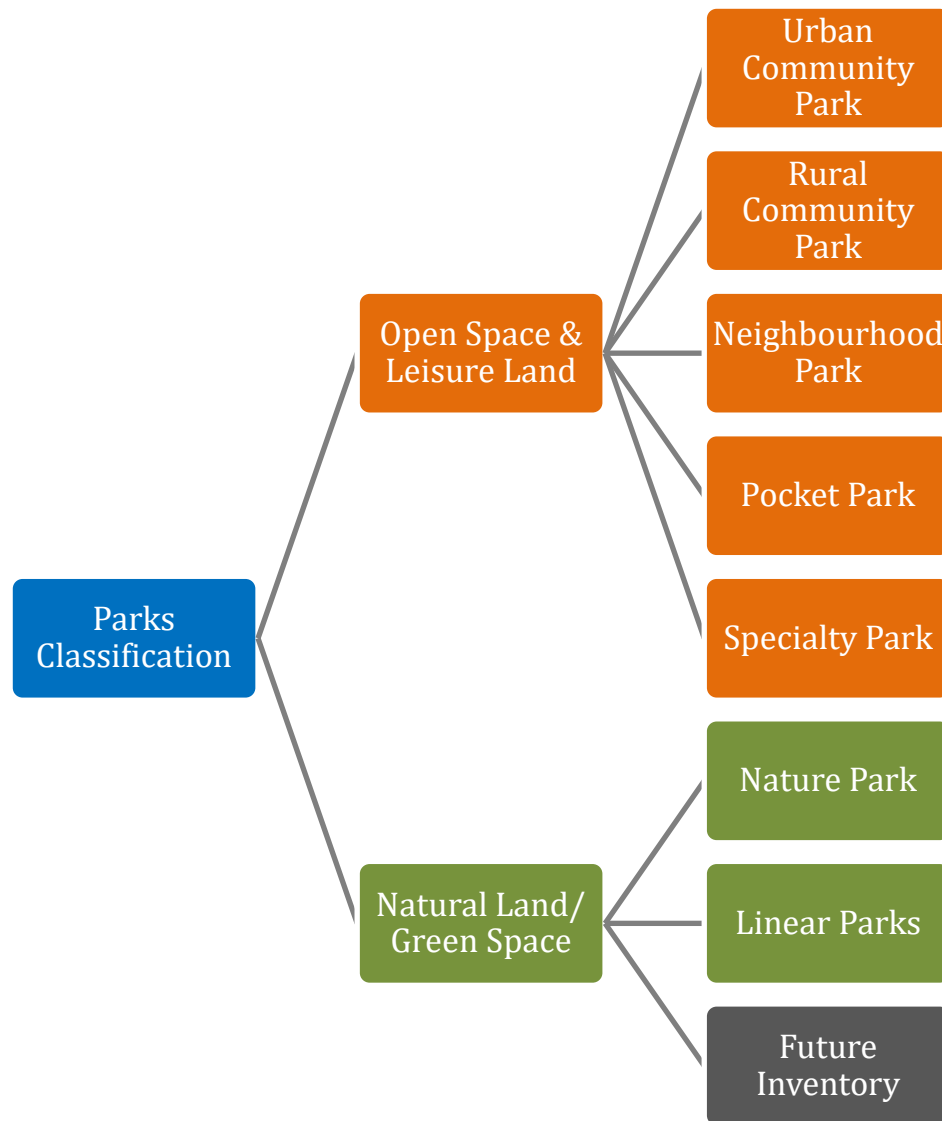 Urban
Community
Park
Rural
Community
Park
Open Space &
Leisure Land
Neighbourhood
Park
Pocket Park
Parks
Classification
Specialty Park
Nature Park
Natural Land/
Green Space
Linear Parks
Future
Inventory